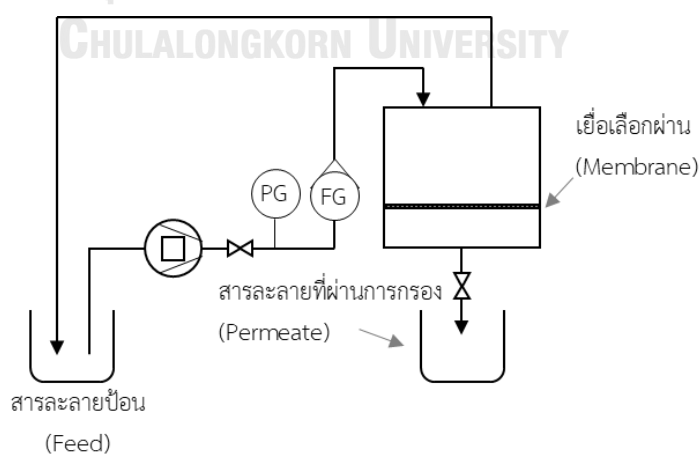 CHULALONGKORN UNIVERSITY
เยื่อเลือกผ่าน
(Membrane)
PG
FG
สารละลายที่ผ่านการกรอง
(Permeate)
สารละลายป้อน
(Feed)